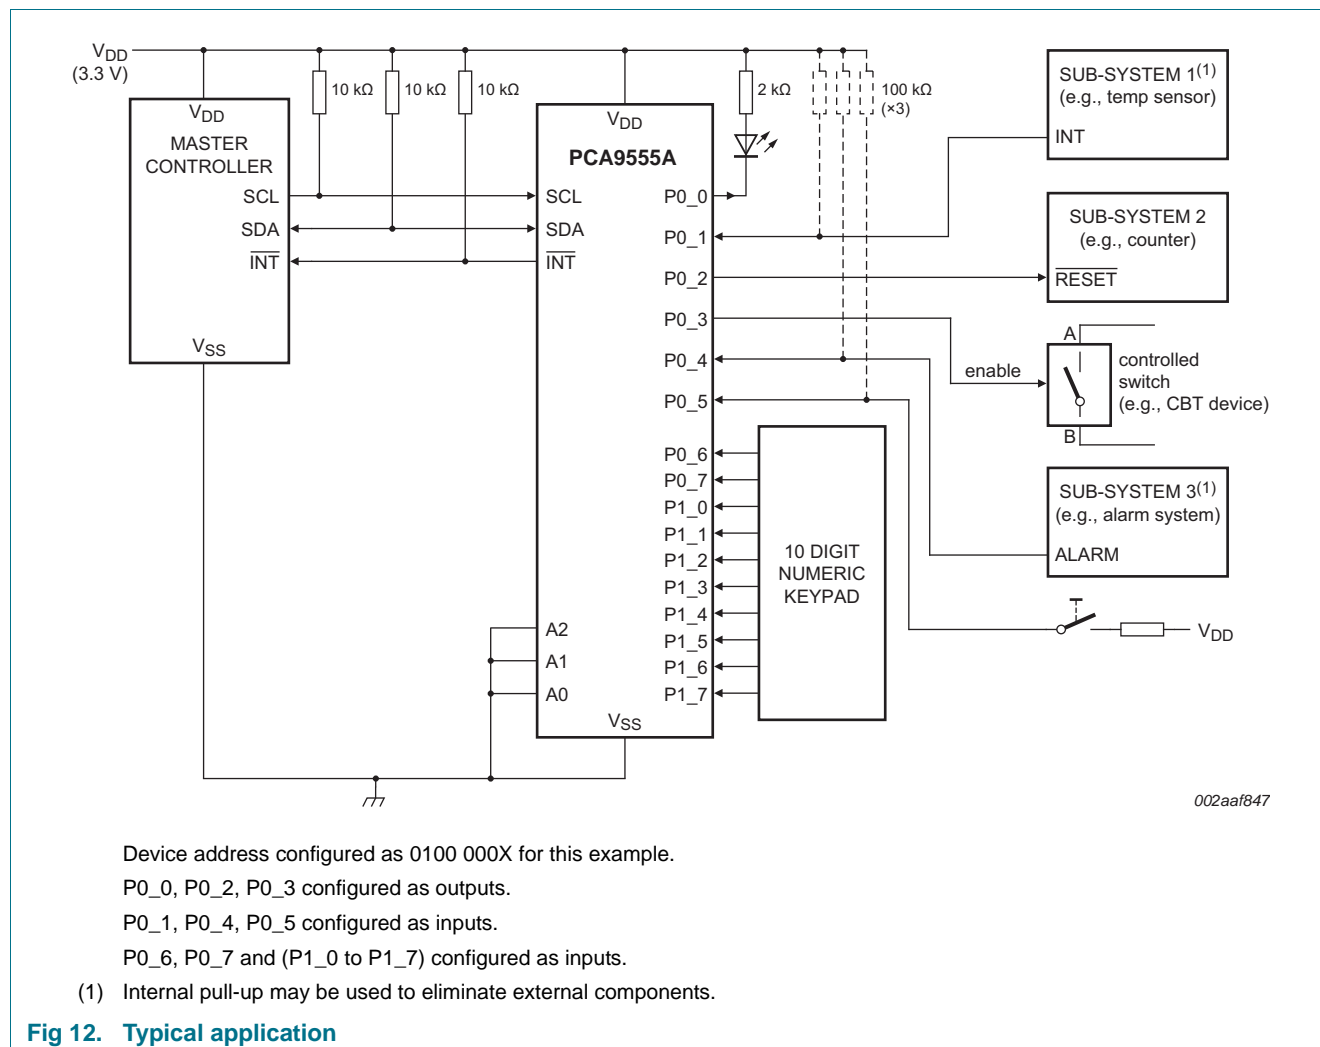 VDD
(3.3 V)
10 kΩ
10 kΩ
10 kΩ
2 kΩ
100 kΩ
(×3)
VDD
MASTER
CONTROLLER
SCL
SDA
INT
VSS
VDD
PCA9555A
SCL
SDA
INT
A2
A1
A0
VSS
P0_0
P0_1
P0_2
P0_3
P0_4
P0_5
P0_6
P0_7
P1_0
P1_1
P1_2
P1_3
P1_4
P1_5
P1_6
P1_7
10 DIGIT
NUMERIC
KEYPAD
SUB-SYSTEM 1(1)
(e.g., temp sensor)
INT
SUB-SYSTEM 2
(e.g., counter)
RESET
A
enable
controlled
switch
(e.g., CBT device)
B
SUB-SYSTEM 3(1)
(e.g., alarm system)
ALARM
VDD
002aaf847
Device address configured as 0100 000X for this example.
P0_0, P0_2, P0_3 configured as outputs.
P0_1, P0_4, P0_5 configured as inputs.
P0_6, P0_7 and (P1_0 to P1_7) configured as inputs.
(1) Internal pull-up may be used to eliminate external components.
Fig 12. Typical application